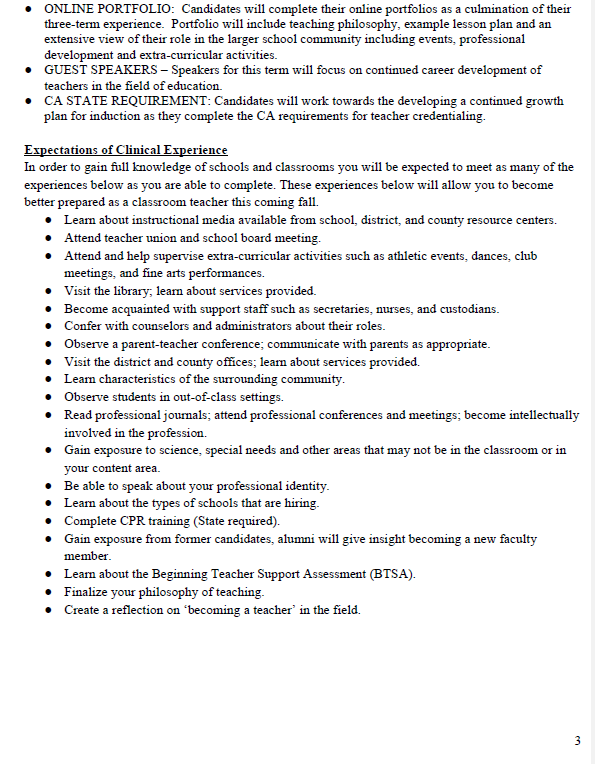 ● ONLINE PORTFOLIO:  Candidates will complete their online portfolios as a culmination of their
three-term experience.  Portfolio will include teaching philosophy, example lesson plan and an
extensive view of their role in the larger school community including events, professional
development and extra-curricular activities.
● GUEST SPEAKERS – Speakers for this term will focus on continued career development of
teachers in the field of education.
● CA STATE REQUIREMENT: Candidates will work towards the developing a continued growth
plan for induction as they complete the CA requirements for teacher credentialing.
Expectations of Clinical Experience
In order to gain full knowledge of schools and classrooms you will be expected to meet as many of the
experiences below as you are able to complete. These experiences below will allow you to become
better prepared as a classroom teacher this coming fall.
● Learn about instructional media available from school, district, and county resource centers.
● Attend teacher union and school board meeting.
● Attend and help supervise extra-curricular activities such as athletic events, dances, club
meetings, and fine arts performances.
● Visit the library; learn about services provided.
● Become acquainted with support staff such as secretaries, nurses, and custodians.
● Confer with counselors and administrators about their roles.
● Observe a parent-teacher conference; communicate with parents as appropriate.
● Visit the district and county offices; learn about services provided.
● Learn characteristics of the surrounding community.
● Observe students in out-of-class settings.
● Read professional journals; attend professional conferences and meetings; become intellectually
involved in the profession.
● Gain exposure to science, special needs and other areas that may not be in the classroom or in
your content area.
● Be able to speak about your professional identity.
● Learn about the types of schools that are hiring.
● Complete CPR training (State required).
● Gain exposure from former candidates, alumni will give insight becoming a new faculty
member.
● Learn about the Beginning Teacher Support Assessment (BTSA).
● Finalize your philosophy of teaching.
● Create a reflection on ‘becoming a teacher’ in the field.
3